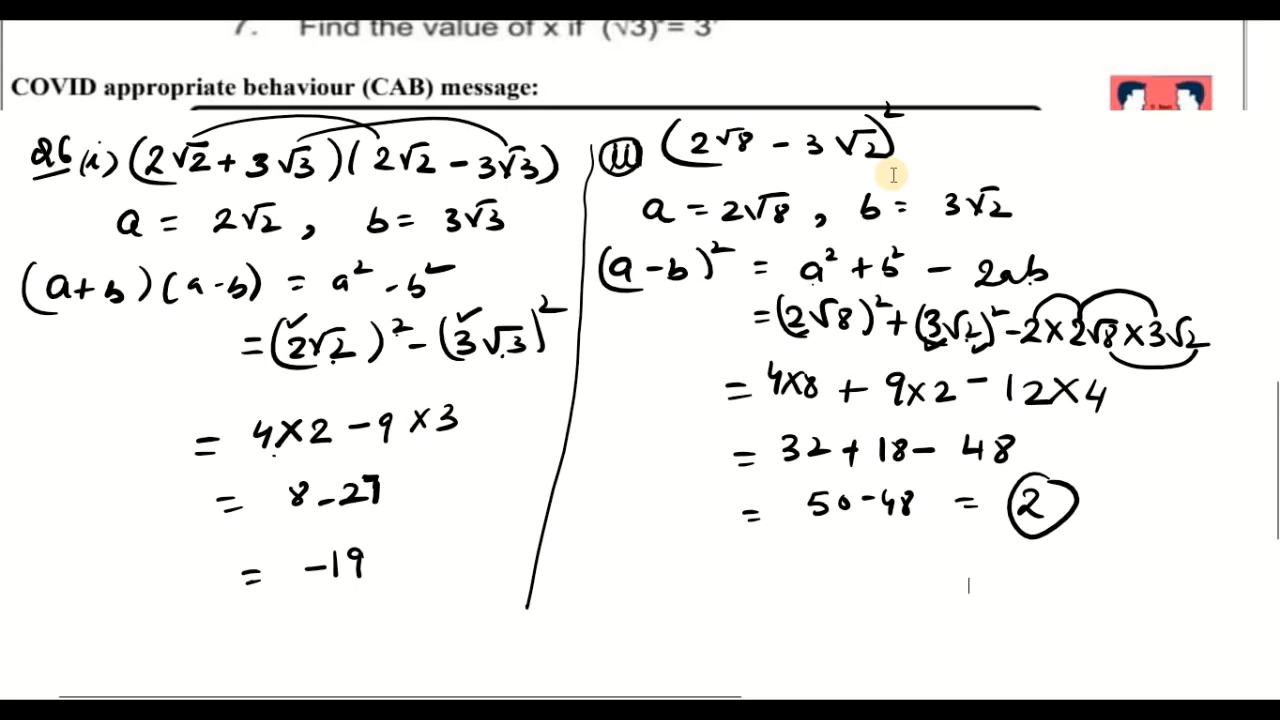 7. Find the value of x if (√3) = 3
COVID appropriate behaviour (CAB) message:
Q6 (i) (2√2 + 3√3)(2√2 - 3√3)
a = 2√2, b = 3√3
(a+b)(a-b) = a² - b²
= (2√2)² - (3√3)²
= 4×2 - 9×3
= 8 - 27
= -19
(ii) (2√8 - 3√2)²
a = 2√8, b = 3√2
(a-b)² = a² + b² - 2ab
= (2√8)² + (3√2)² - 2×2√8×3√2
= 4×8 + 9×2 - 12×4
= 32 + 18 - 48
= 50 - 48 = 2